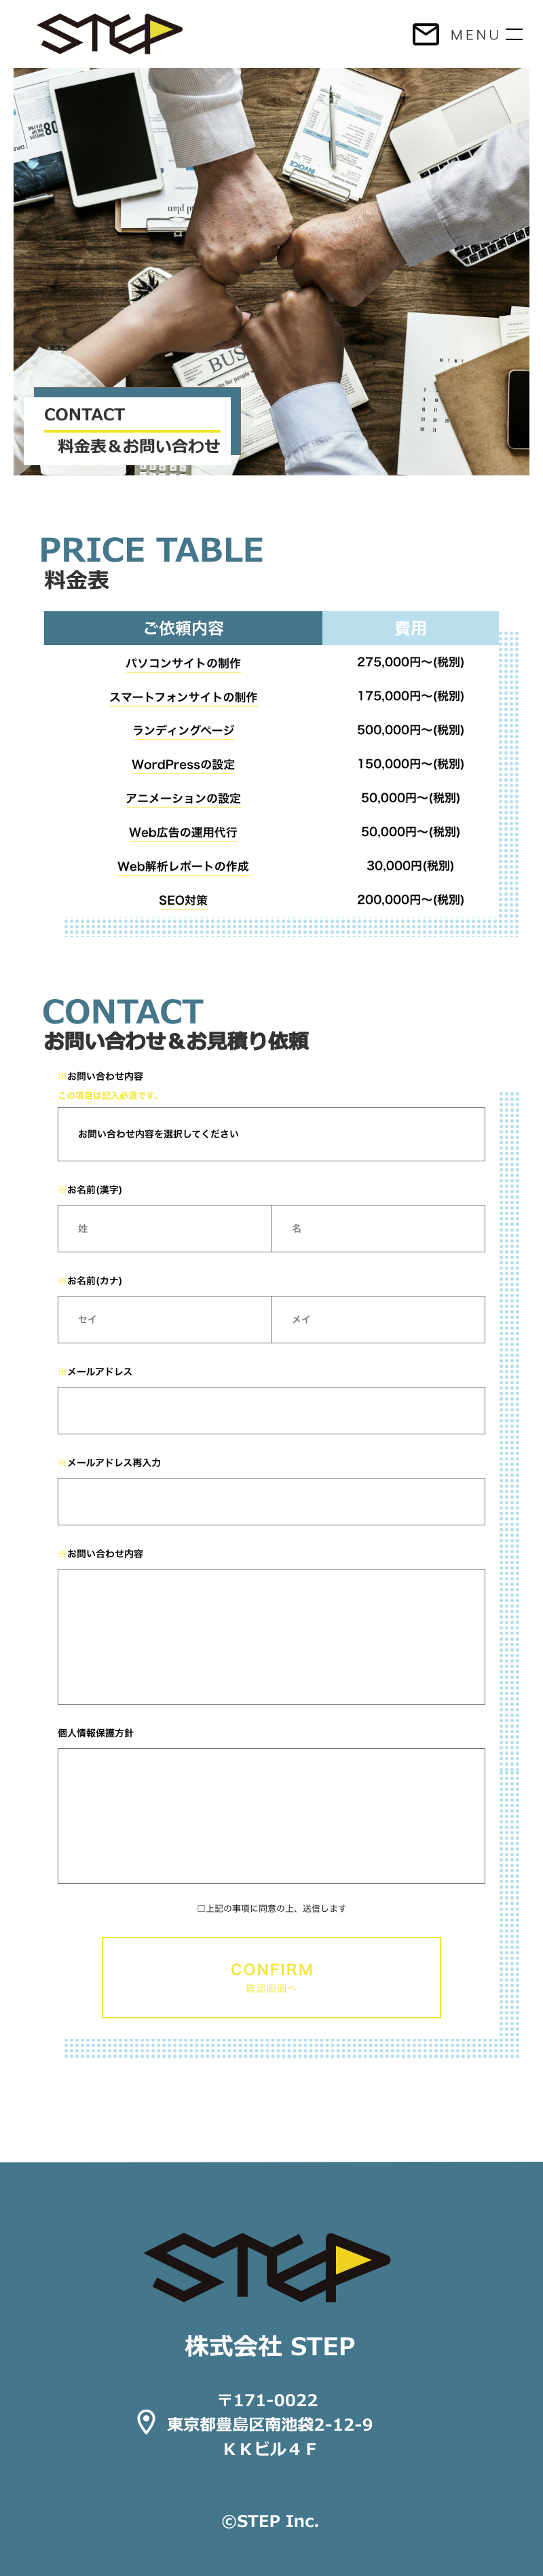 STEP
MENU
INVOICE
BUS
CONTACT
料金表＆お問い合わせ
PRICE TABLE
料金表
ご依頼内容 費用
パソコンサイトの制作 275,000円〜(税別)
スマートフォンサイトの制作 175,000円〜(税別)
ランディングページ 500,000円〜(税別)
WordPressの設定 150,000円〜(税別)
アニメーションの設定 50,000円〜(税別)
Web広告の運用代行 50,000円〜(税別)
Web解析レポートの作成 30,000円(税別)
SEO対策 200,000円〜(税別)
CONTACT
お問い合わせ＆お見積り依頼
※お問い合わせ内容
この項目は記入必須です。
お問い合わせ内容を選択してください
※お名前(漢字)
姓 名
※お名前(カナ)
セイ メイ
※メールアドレス
※メールアドレス再入力
※お問い合わせ内容
個人情報保護方針
□上記の事項に同意の上、送信します
CONFIRM
確認画面へ
STEP
株式会社 STEP
〒171-0022
東京都豊島区南池袋2-12-9
ＫＫビル４Ｆ
©STEP Inc.